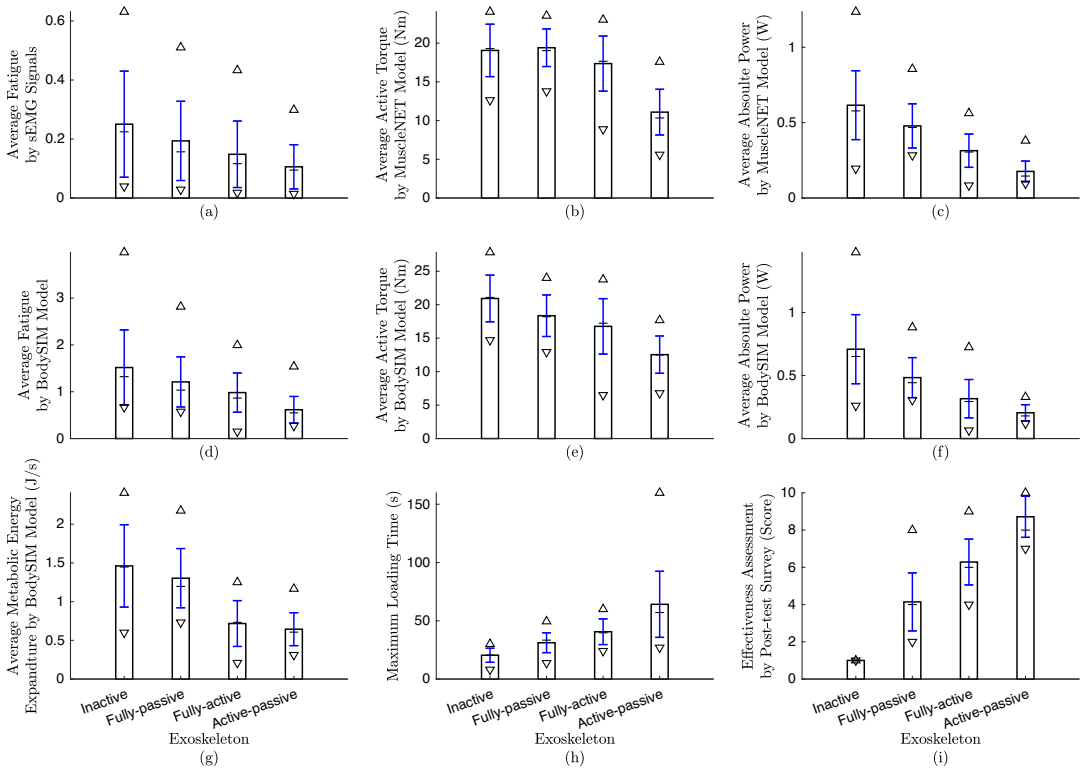 Average Fatigue
by sEMG Signals
0.6
0.4
0.2
0
(a)
Average Active Torque
by MuscleNET Model (Nm)
20
15
10
5
0
(b)
Average Absoulte Power
by MuscleNET Model (W)
1
0.5
0
(c)
Average Fatigue
by BodySIM Model
3
2
1
0
(d)
Average Active Torque
by BodySIM Model (Nm)
25
20
15
10
5
0
(e)
Average Absoulte Power
by BodySIM Model (W)
1
0.5
0
(f)
Average Metabolic Energy
Expandture by BodySIM Model (J/s)
2
1.5
1
0.5
0
Inactive
Fully-passive
Fully-active
Active-passive
Exoskeleton
(g)
Maximum Loading Time (s)
150
100
50
0
Inactive
Fully-passive
Fully-active
Active-passive
Exoskeleton
(h)
Effectiveness Assessment
by Post-test Survey (Score)
10
8
6
4
2
0
Inactive
Fully-passive
Fully-active
Active-passive
Exoskeleton
(i)